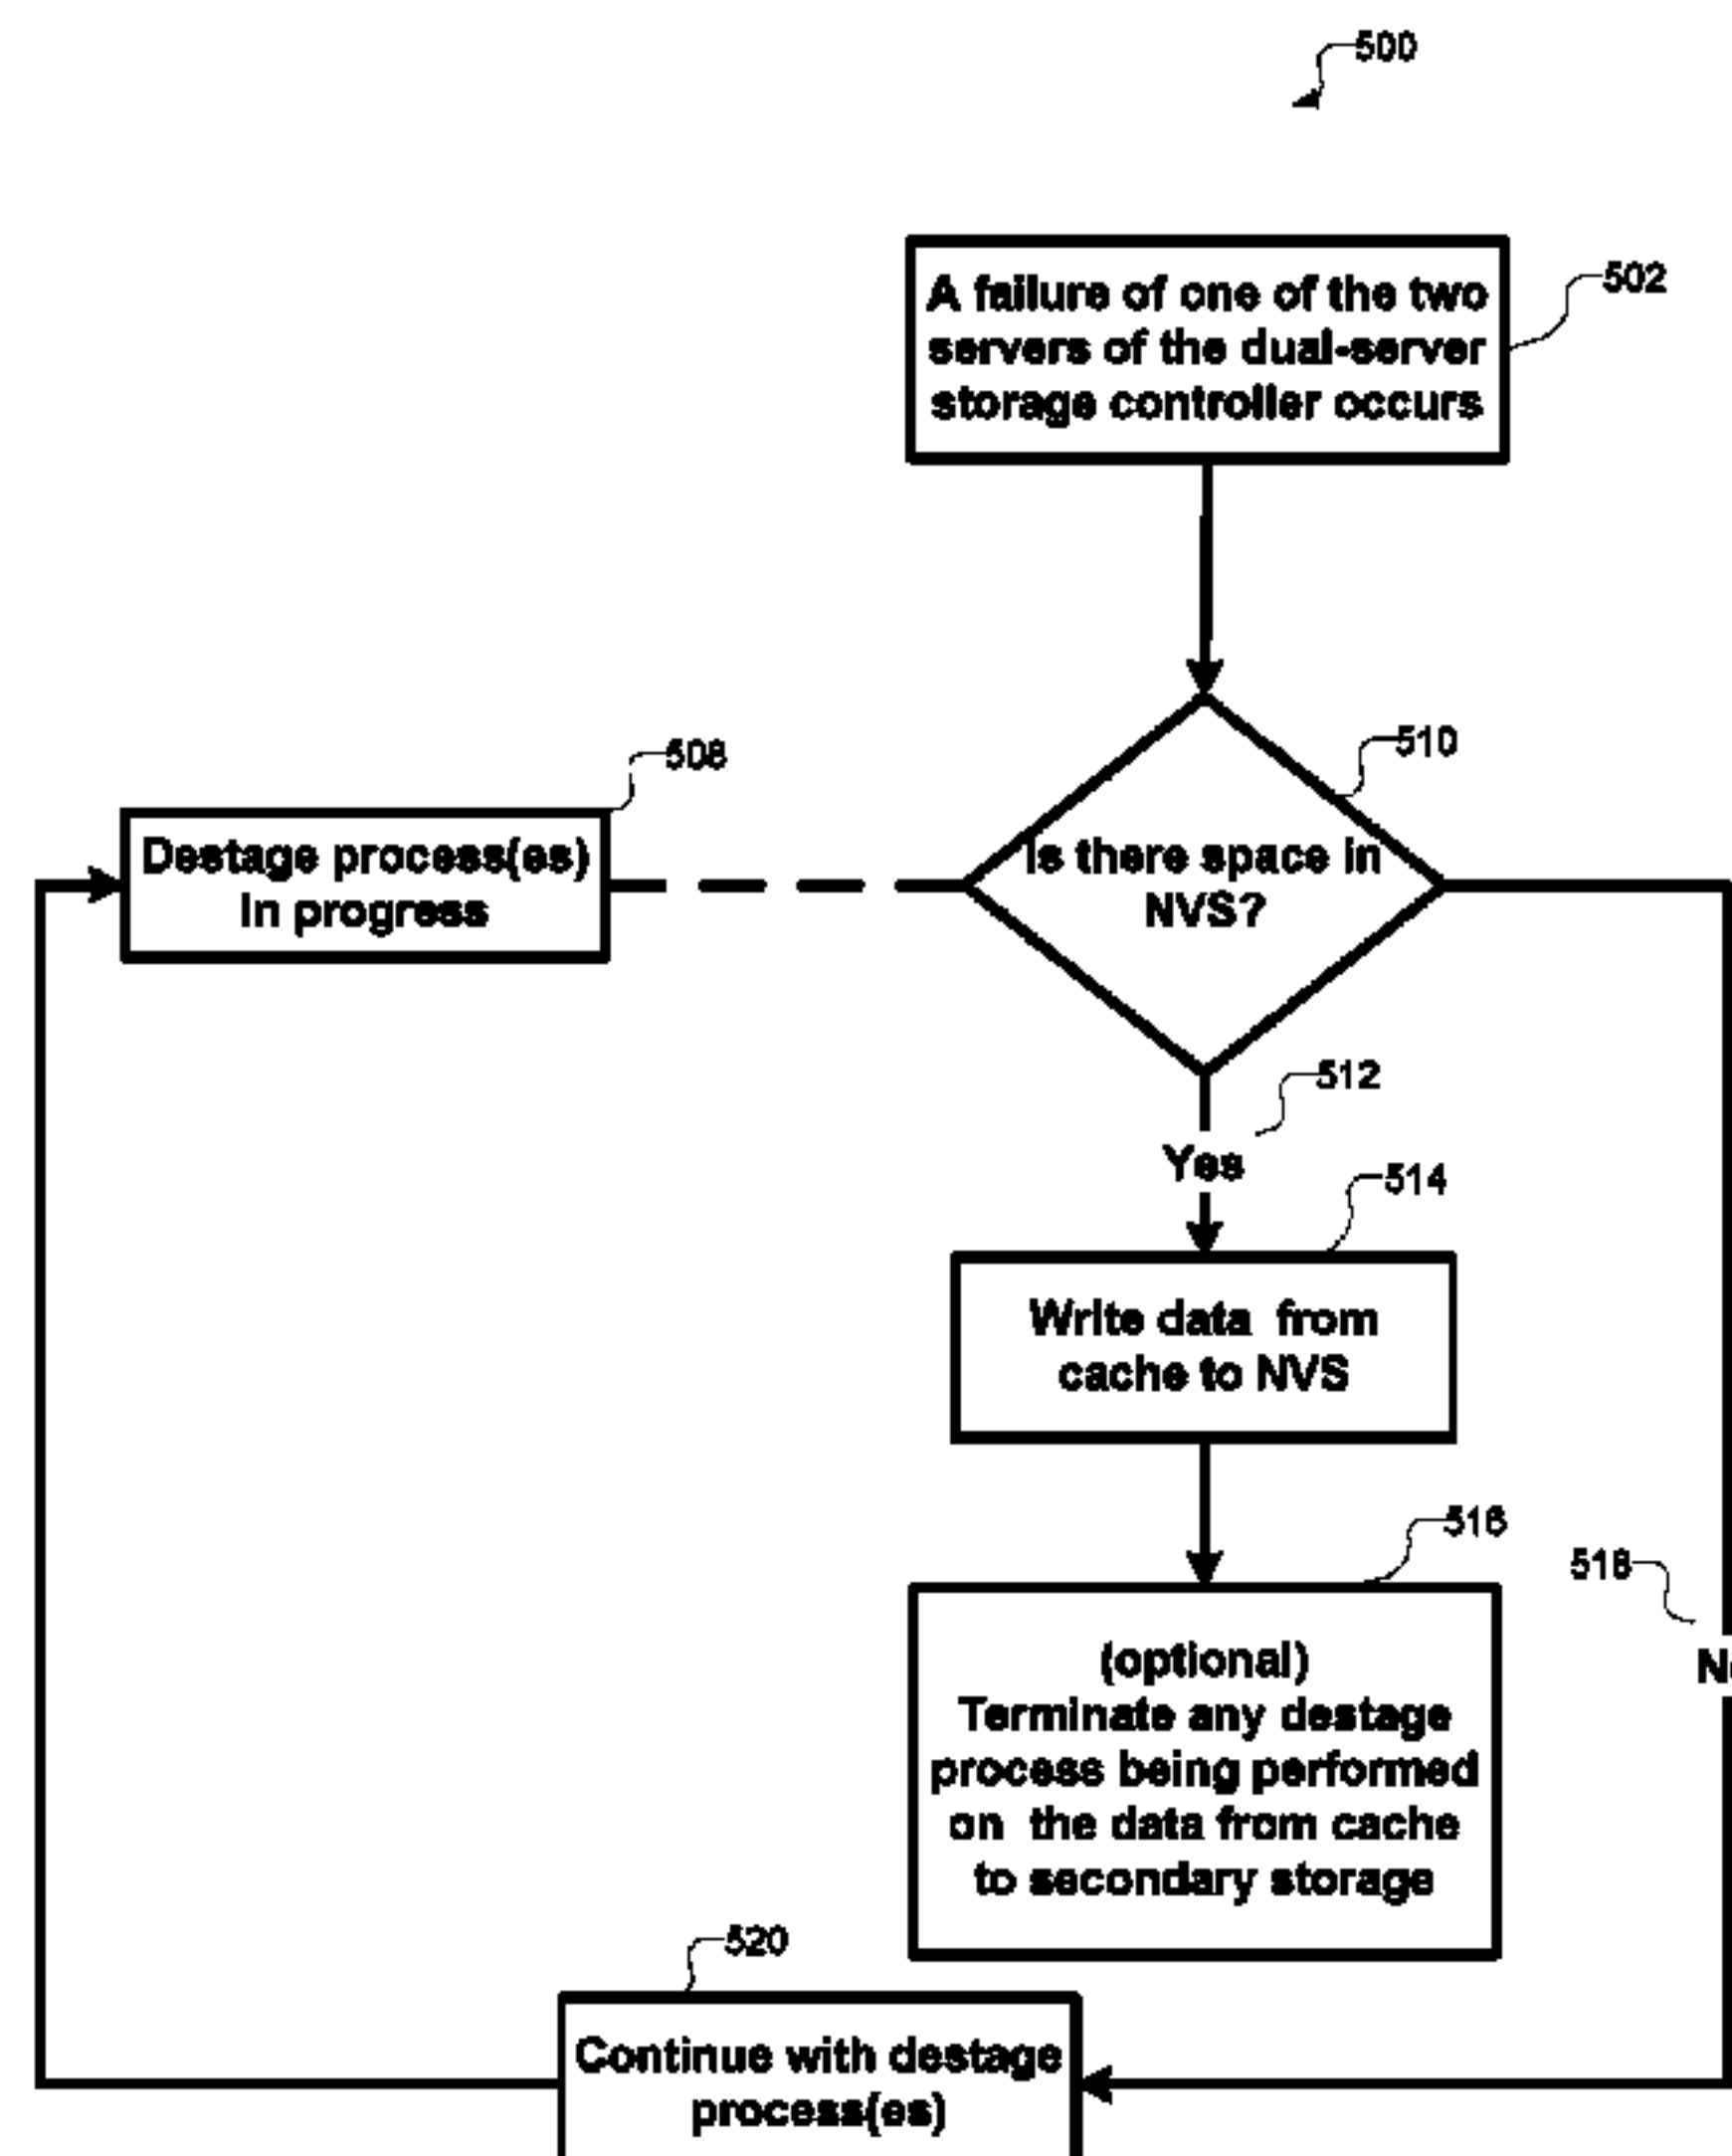 500
A failure of one of the two
servers of the dual-server
storage controller occurs
502
508
Destage process(es)
in progress
510
Is there space in
NVS?
512
Yes
514
Write data from
cache to NVS
516
518
(optional)
Terminate any destage
process being performed
on the data from cache
to secondary storage
520
Continue with destage
process(es)